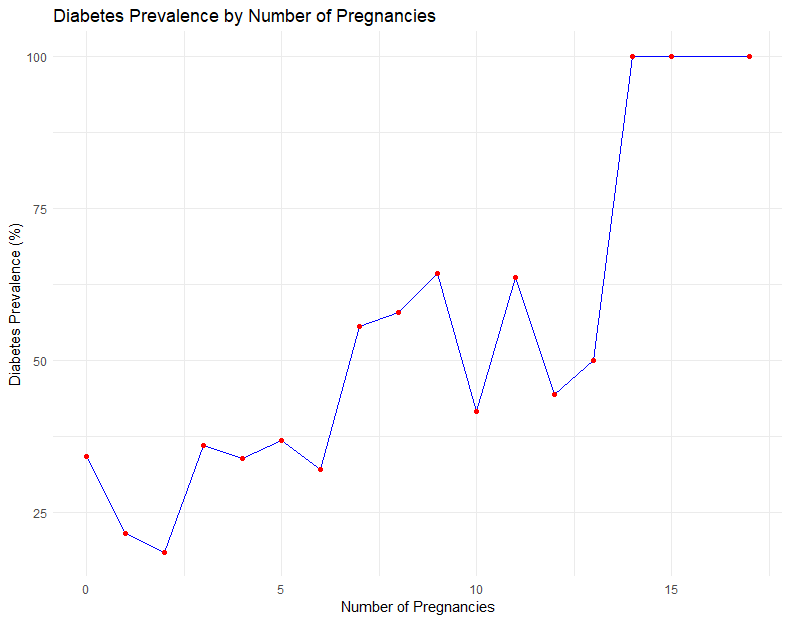 Diabetes Prevalence by Number of Pregnancies
100
75
50
25
Diabetes Prevalence (%)
0 5 10 15
Number of Pregnancies